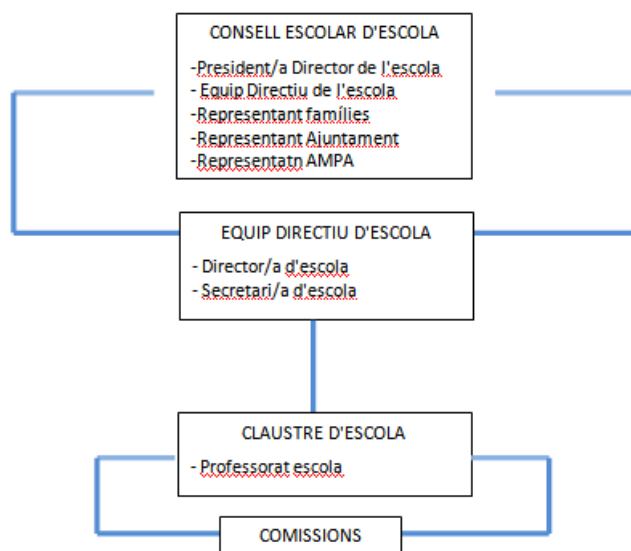 CONSELL ESCOLAR D'ESCOLA
-President/a Director de l'escola
- Equip Directiu de l'escola
-Representant famílies
-Representant Ajuntament
-Representatn AMPA
EQUIP DIRECTIU D'ESCOLA
- Director/a d'escola
- Secretari/a d'escola
CLAUSTRE D'ESCOLA
- Professorat escola
COMISSIONS